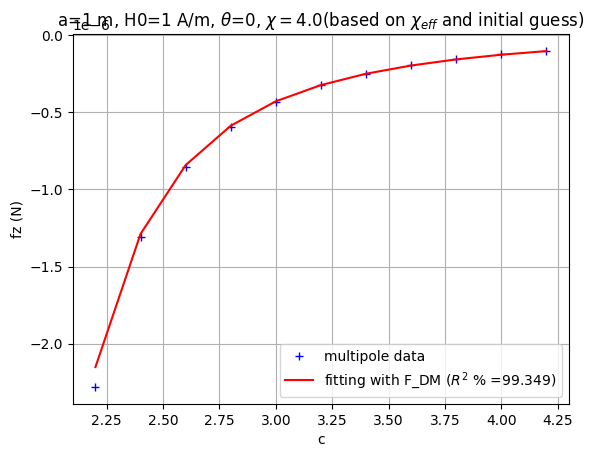 a=1 m, H0=1 A/m, θ=0, χ = 4.0(based on χ_eff and initial guess)
1e−6
0.0
−0.5
−1.0
−1.5
−2.0
fz (N)
multipole data
fitting with F_DM (R² % =99.349)
2.25 2.50 2.75 3.00 3.25 3.50 3.75 4.00 4.25
c